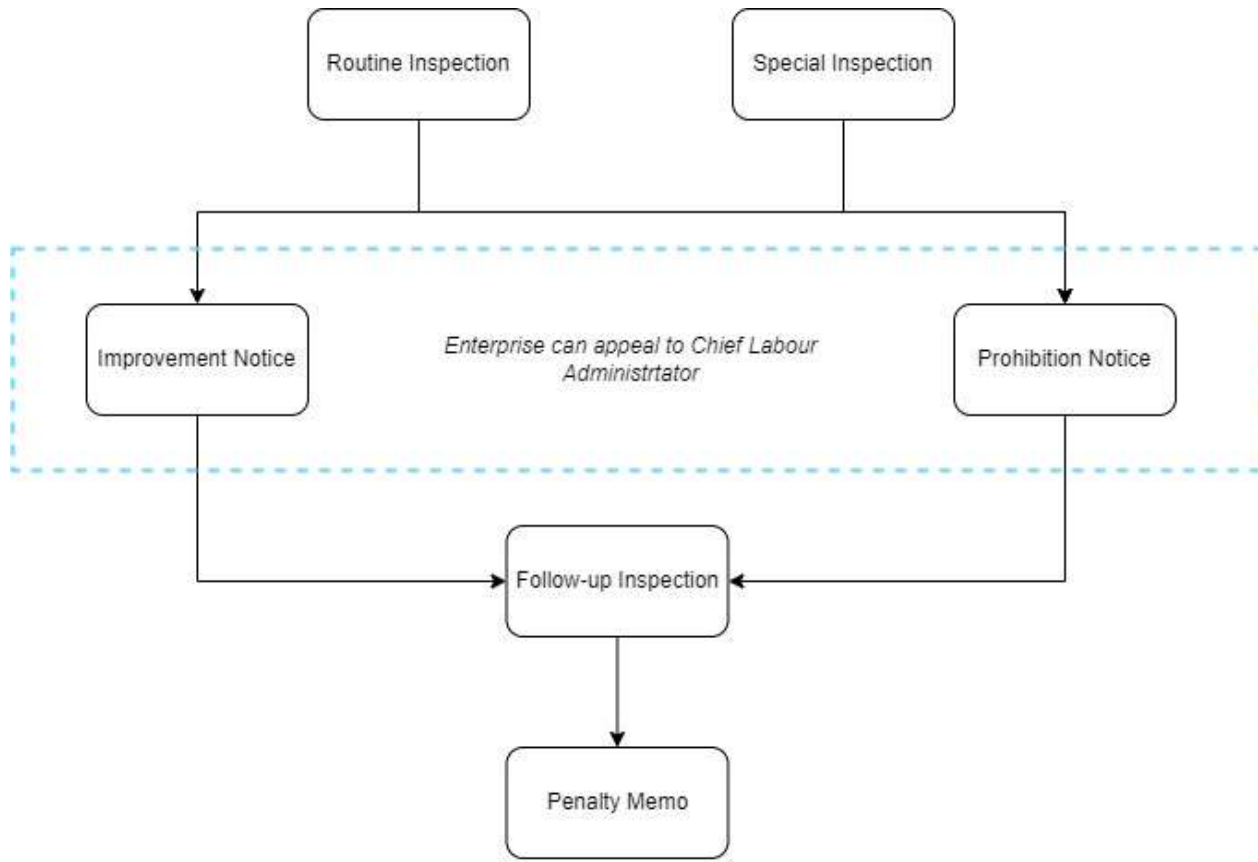 Routine Inspection
Special Inspection
Improvement Notice
Enterprise can appeal to Chief Labour
Administrtator
Prohibition Notice
Follow-up Inspection
Penalty Memo